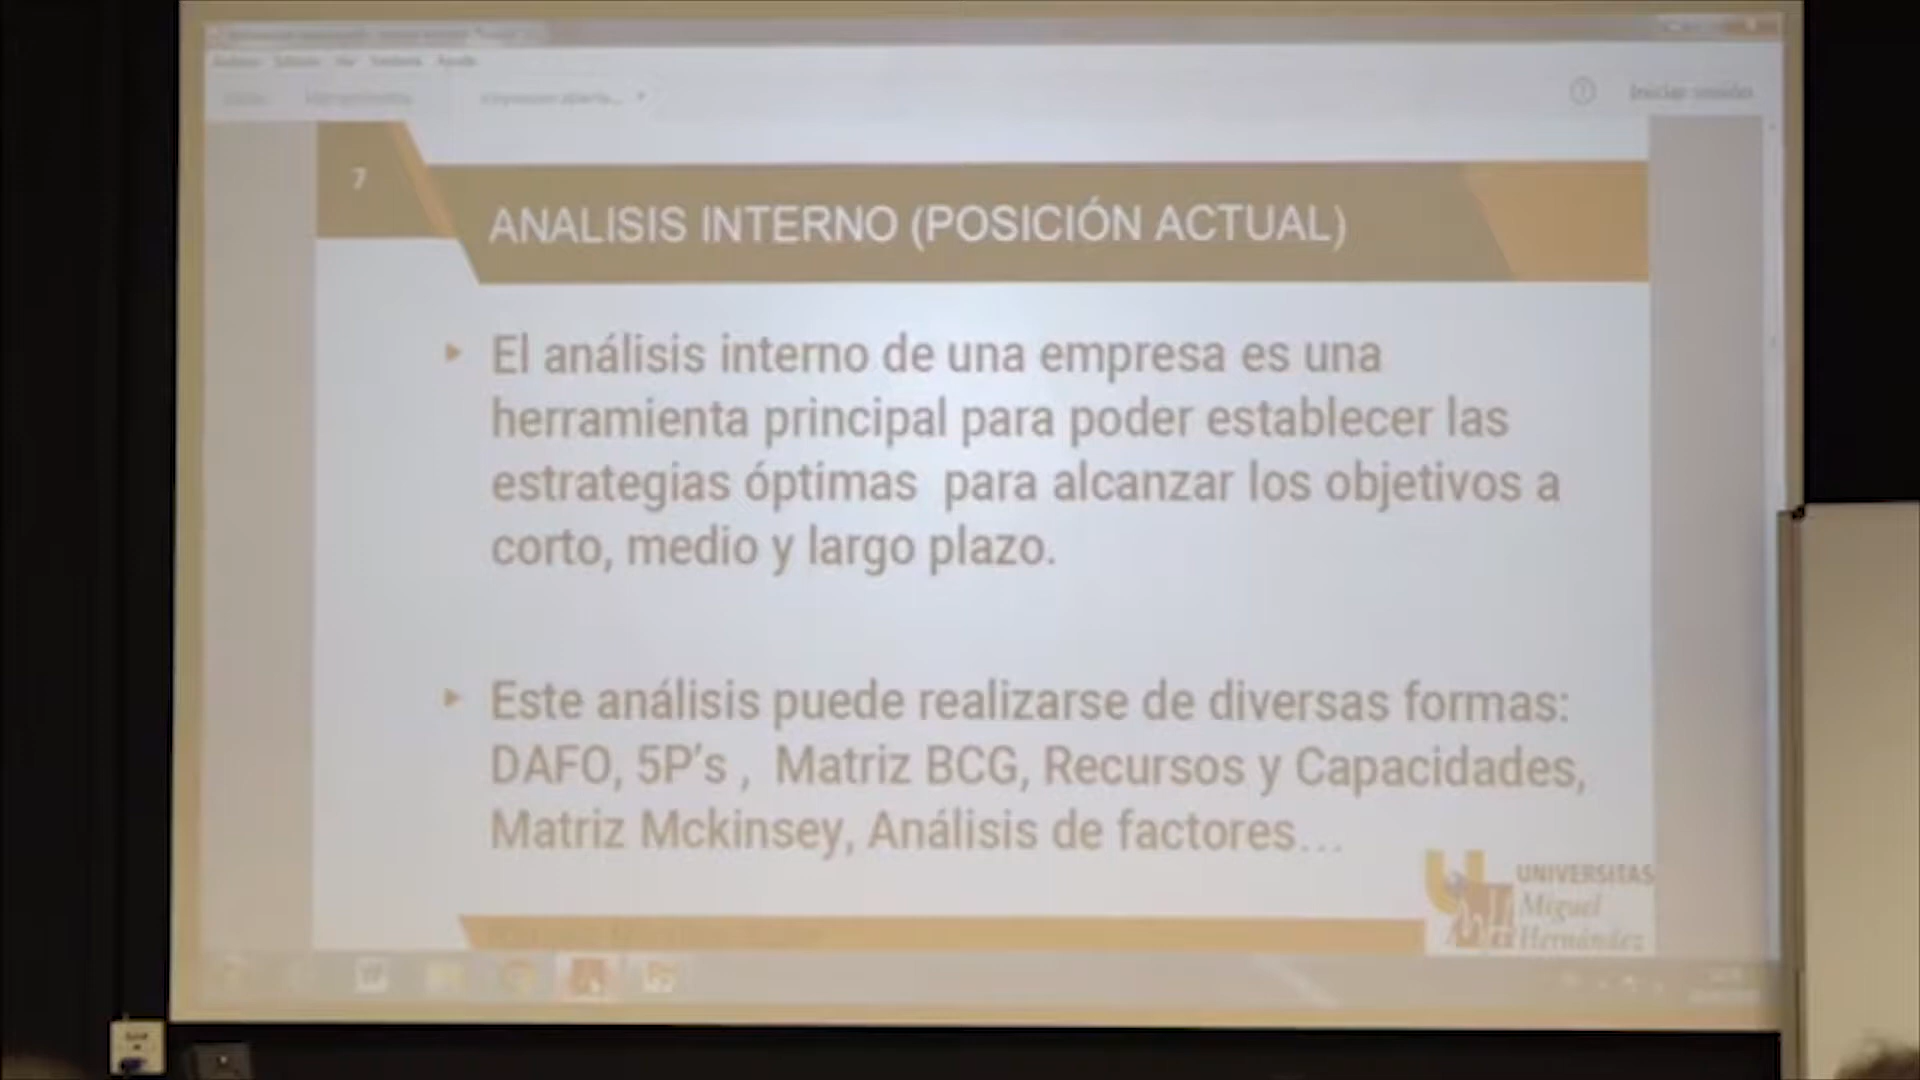 Iniciar sesión
7
ANALISIS INTERNO (POSICIÓN ACTUAL)
El análisis interno de una empresa es una
herramienta principal para poder establecer las
estrategias óptimas para alcanzar los objetivos a
corto, medio y largo plazo.
Este análisis puede realizarse de diversas formas:
DAFO, 5P's , Matriz BCG, Recursos y Capacidades,
Matriz Mckinsey, Análisis de factores…
UNIVERSITAS
Miguel
Hernández